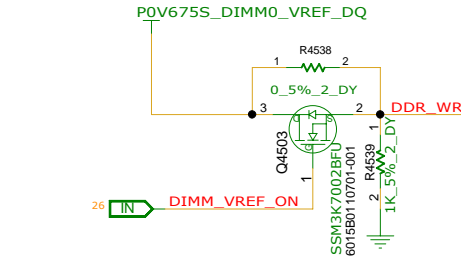 P0V675S_DIMM0_VREF_DQ
R4538
1
2
0_5%_2_DY
3
2
DDR_WR
D
S
G
Q4503
1
SSM3K7002BFU
6015B0110701-001
1
R4539
2
1K_5%_2_DY
26
IN
DIMM_VREF_ON